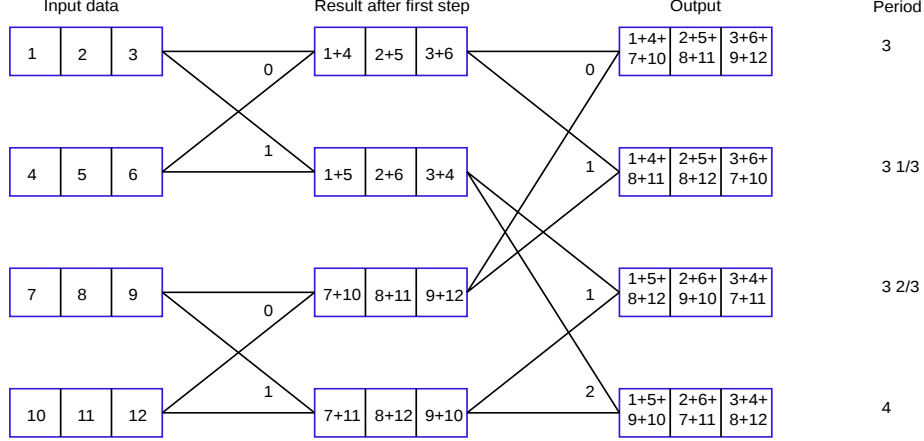 Input data
Result after first step
Output
Period
1 2 3
0
1+4 2+5 3+6
0
1+4+ 2+5+ 3+6+
7+10 8+11 9+12
3
4 5 6
1
1+5 2+6 3+4
1
1+4+ 2+5+ 3+6+
8+11 8+12 7+10
3 1/3
7 8 9
0
7+10 8+11 9+12
1
1+5+ 2+6+ 3+4+
8+12 9+10 7+11
3 2/3
10 11 12
1
7+11 8+12 9+10
2
1+5+ 2+6+ 3+4+
9+10 7+11 8+12
4